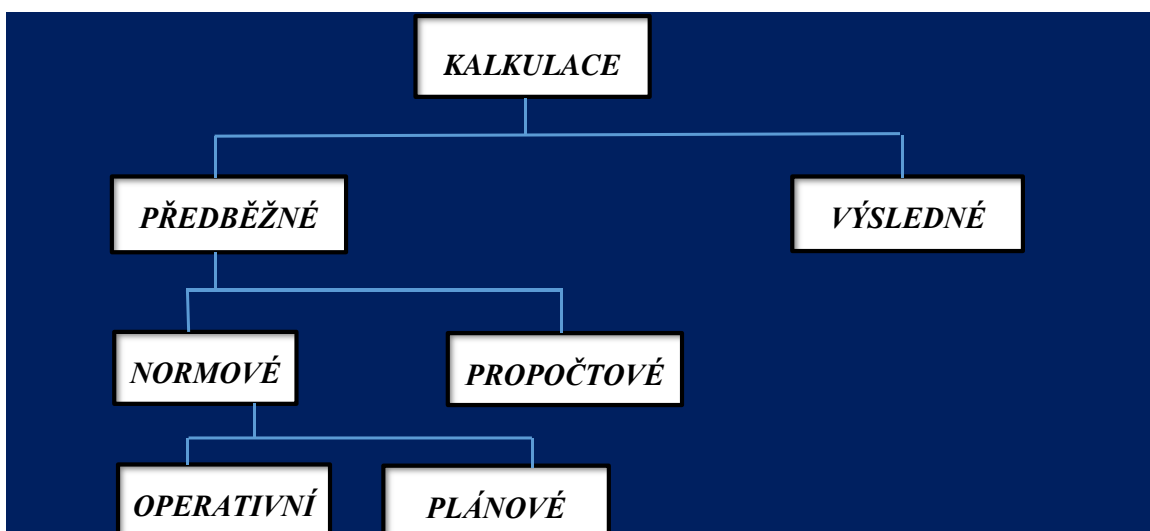 KALKULACE
PŘEDBĚŽNÉ
VÝSLEDNÉ
NORMOVÉ
PROPOČTOVÉ
OPERATIVNÍ
PLÁNOVÉ